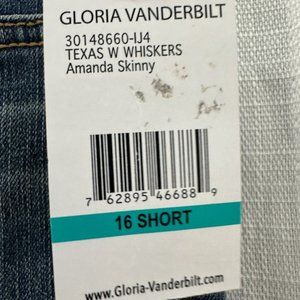 GLORIA VANDERBILT
30148660-IJ4
TEXAS W WHISKERS
Amanda Skinny
7 62895 46688 9
16 SHORT
www.Gloria-Vanderbilt.com